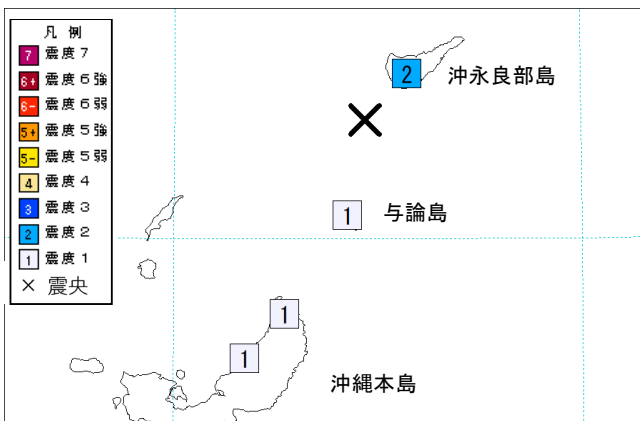 凡 例
7 震度7
6+ 震度6強
6- 震度6弱
5+ 震度5強
5- 震度5弱
4 震度4
3 震度3
2 震度2
1 震度1
× 震央
2 沖永良部島
1 与論島
1
1
沖縄本島